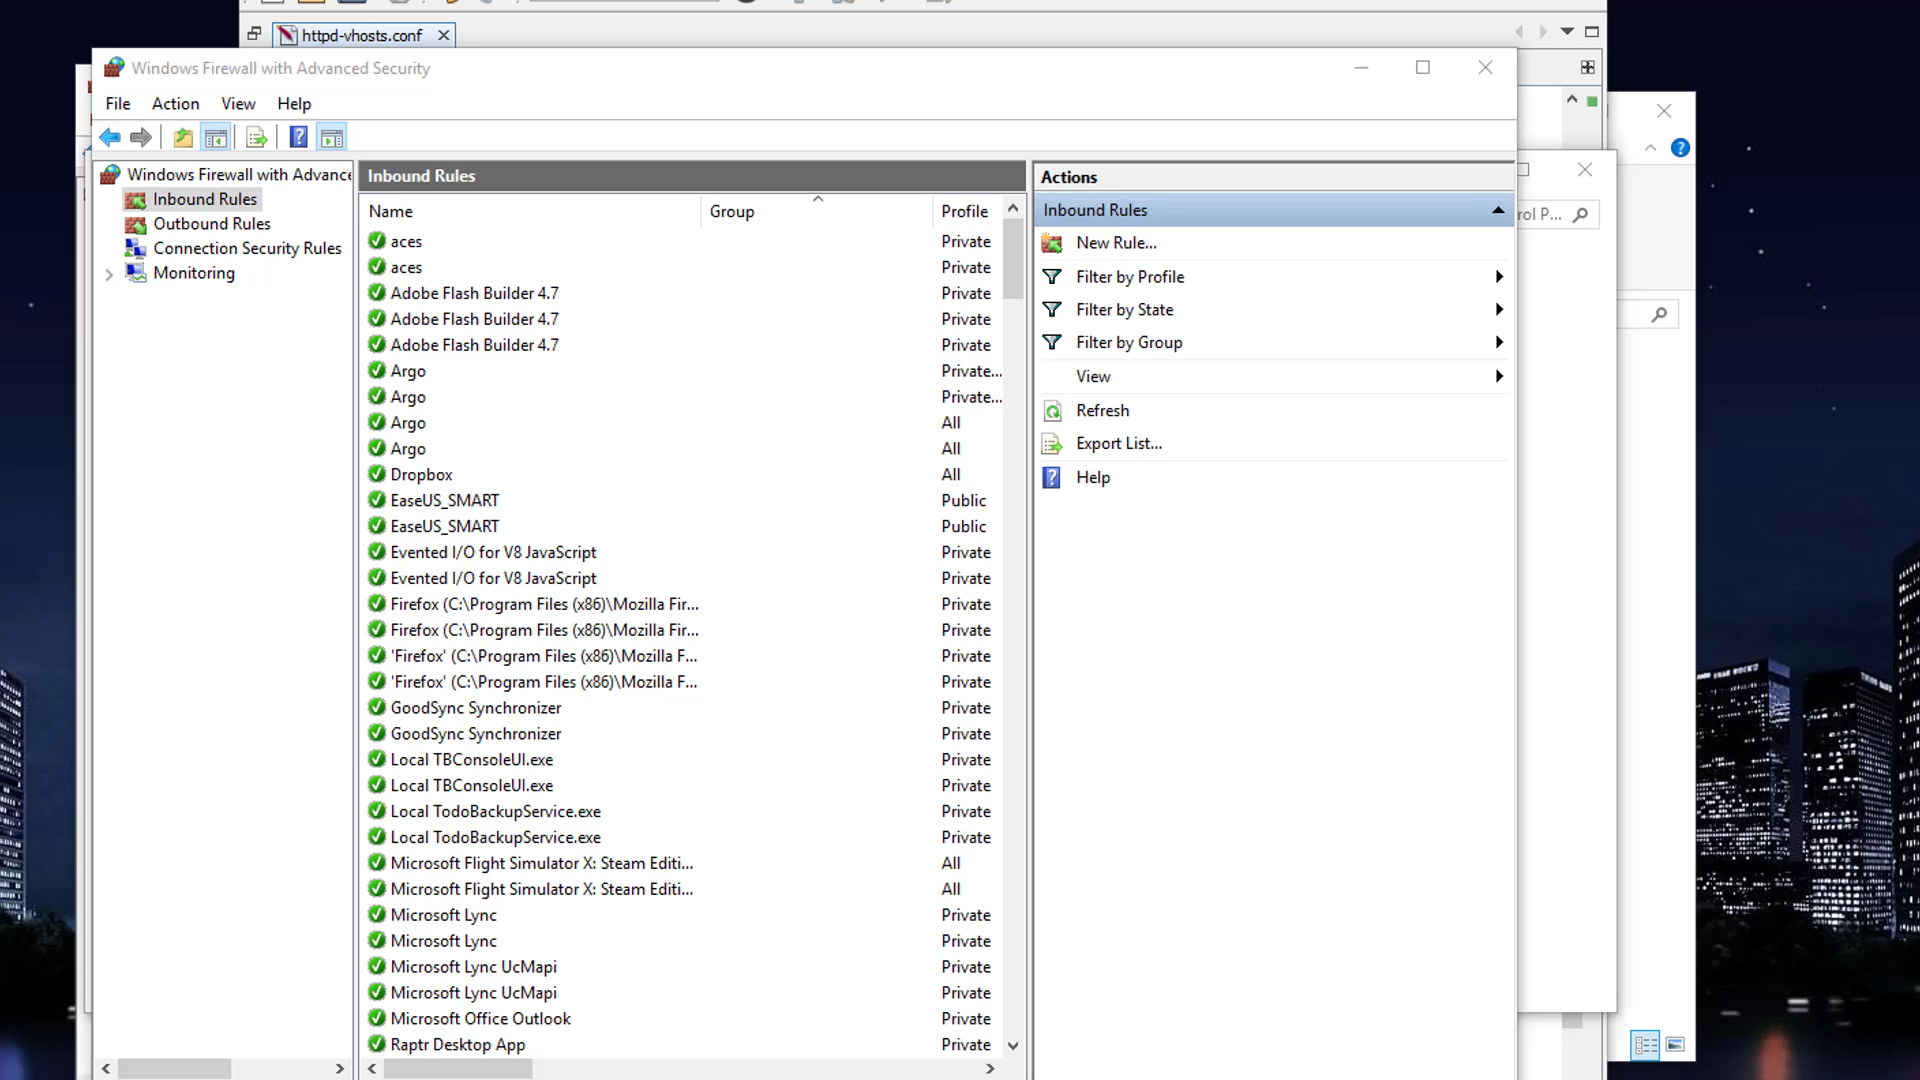 httpd-vhosts.conf
Windows Firewall with Advanced Security
File Action View Help
Windows Firewall with Advance
Inbound Rules
Outbound Rules
Connection Security Rules
Monitoring
Inbound Rules
Name Group Profile
aces Private
aces Private
Adobe Flash Builder 4.7 Private
Adobe Flash Builder 4.7 Private
Adobe Flash Builder 4.7 Private
Argo Private...
Argo Private...
Argo All
Argo All
Dropbox All
EaseUS_SMART Public
EaseUS_SMART Public
Evented I/O for V8 JavaScript Private
Evented I/O for V8 JavaScript Private
Firefox (C:\Program Files (x86)\Mozilla Fir... Private
Firefox (C:\Program Files (x86)\Mozilla Fir... Private
'Firefox' (C:\Program Files (x86)\Mozilla F... Private
'Firefox' (C:\Program Files (x86)\Mozilla F... Private
GoodSync Synchronizer Private
GoodSync Synchronizer Private
Local TBConsoleUI.exe Private
Local TBConsoleUI.exe Private
Local TodoBackupService.exe Private
Local TodoBackupService.exe Private
Microsoft Flight Simulator X: Steam Editi... All
Microsoft Flight Simulator X: Steam Editi... All
Microsoft Lync Private
Microsoft Lync Private
Microsoft Lync UcMapi Private
Microsoft Lync UcMapi Private
Microsoft Office Outlook Private
Raptr Desktop App Private
Actions
Inbound Rules
New Rule...
Filter by Profile
Filter by State
Filter by Group
View
Refresh
Export List...
Help
rol P...